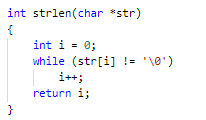 int strlen(char *str)
{
    int i = 0;
    while (str[i] != '\0')
        i++;
    return i;
}